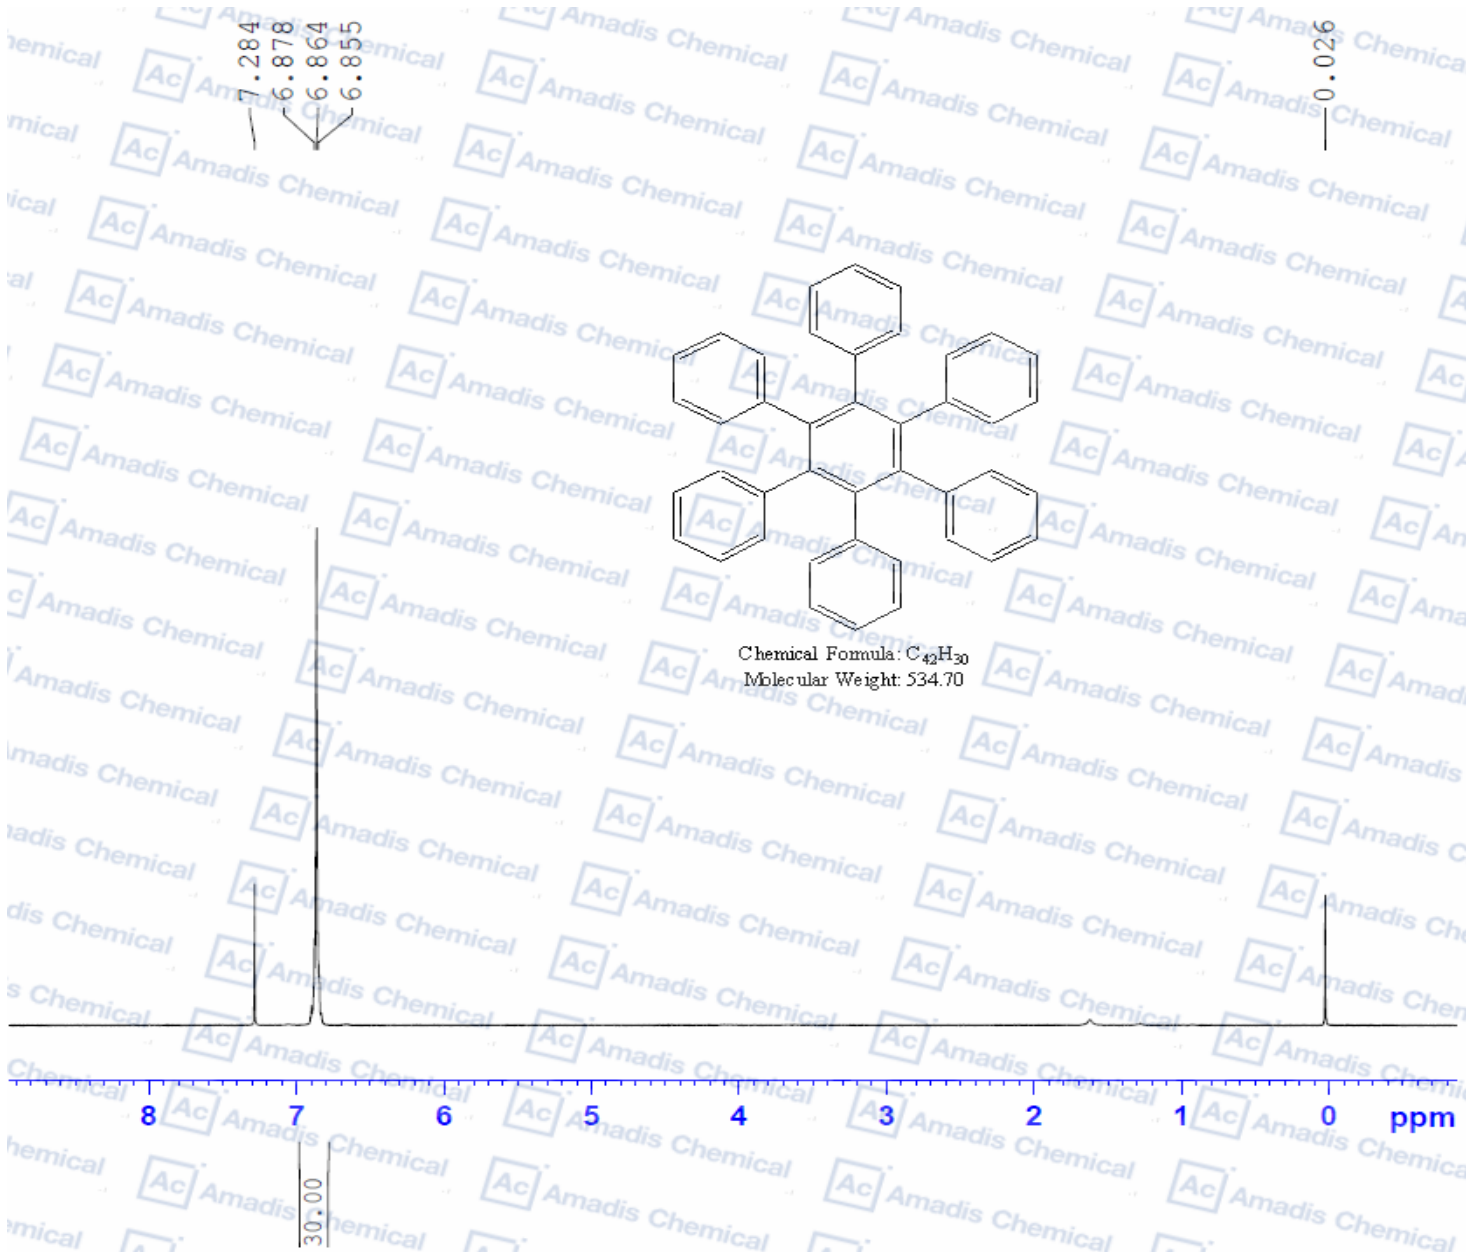 7.284
6.878
6.864
6.855
0.026
Chemical Formula: C₄₂H₃₀
Molecular Weight: 534.70
8 7 6 5 4 3 2 1 0 ppm
30.00
Ac Amadis Chemical